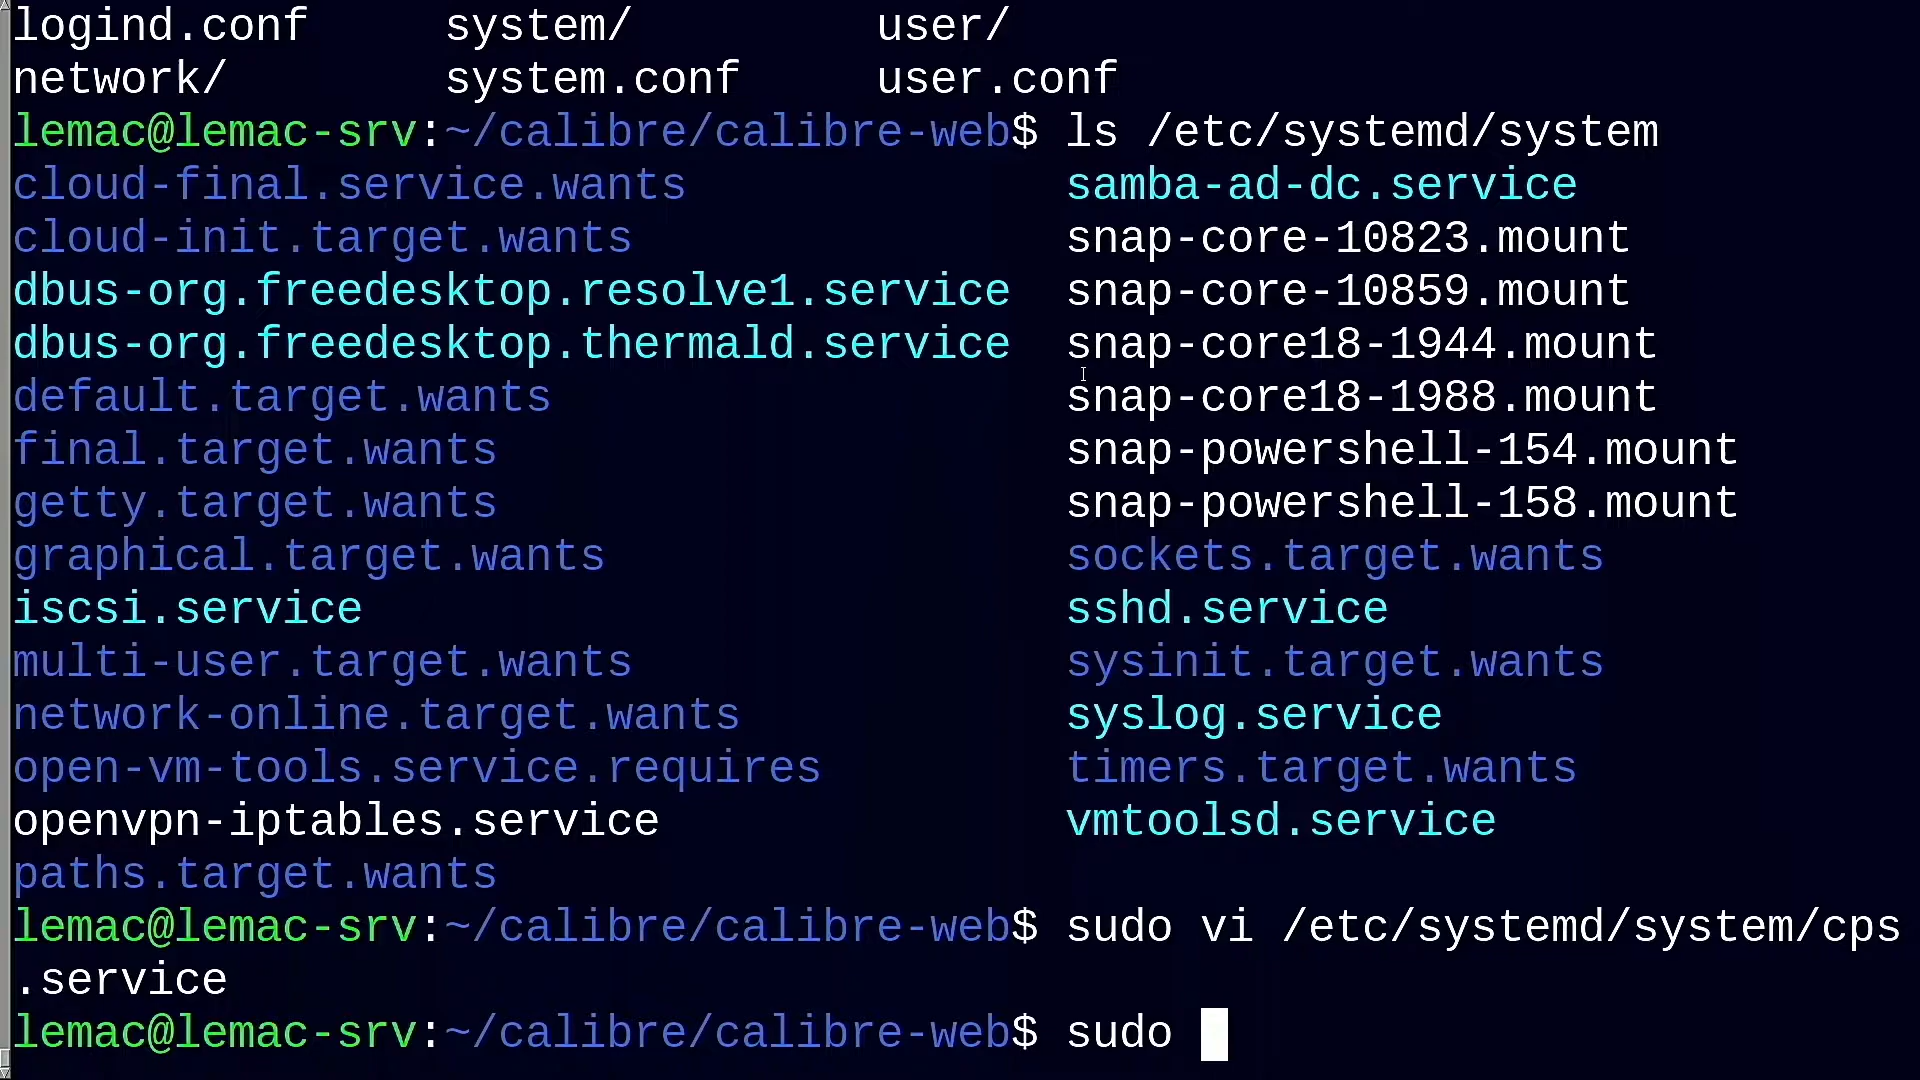 logind.conf system/ user/
network/ system.conf user.conf
lemac@lemac-srv:~/calibre/calibre-web$ ls /etc/systemd/system
cloud-final.service.wants samba-ad-dc.service
cloud-init.target.wants snap-core-10823.mount
dbus-org.freedesktop.resolve1.service snap-core-10859.mount
dbus-org.freedesktop.thermald.service snap-core18-1944.mount
default.target.wants snap-core18-1988.mount
final.target.wants snap-powershell-154.mount
getty.target.wants snap-powershell-158.mount
graphical.target.wants sockets.target.wants
iscsi.service sshd.service
multi-user.target.wants sysinit.target.wants
network-online.target.wants syslog.service
open-vm-tools.service.requires timers.target.wants
openvpn-iptables.service vmtoolsd.service
paths.target.wants
lemac@lemac-srv:~/calibre/calibre-web$ sudo vi /etc/systemd/system/cps
.service
lemac@lemac-srv:~/calibre/calibre-web$ sudo